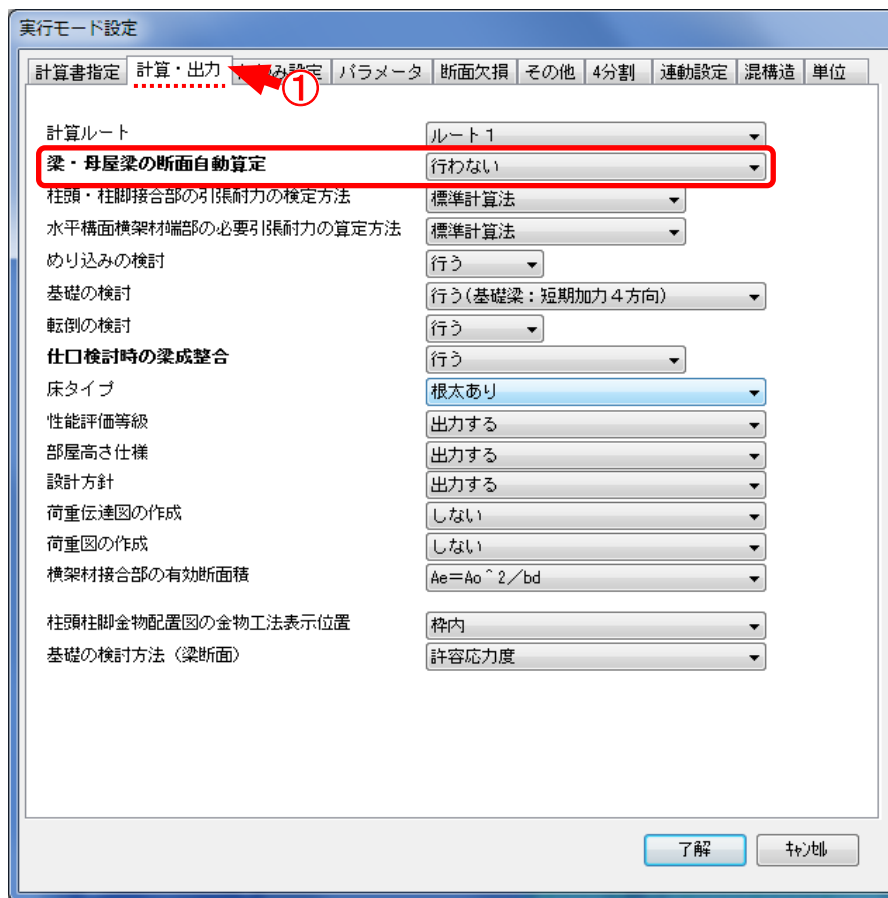 実行モード設定
計算書指定 計算・出力 設定 パラメータ 断面欠損 その他 4分割 連動設定 混構造 単位
①
計算ルート ルート1
梁・母屋梁の断面自動算定 行わない
柱頭・柱脚接合部の引張耐力の検定方法 標準計算法
水平構面横架材端部の必要引張耐力の算定方法 標準計算法
めり込みの検討 行う
基礎の検討 行う(基礎梁：短期加力4方向)
転倒の検討 行う
仕口検討時の梁成整合 行う
床タイプ 根太あり
性能評価等級 出力する
部屋高さ仕様 出力する
設計方針 出力する
荷重伝達図の作成 しない
荷重図の作成 しない
横架材接合部の有効断面積 Ae＝Ao＾2／bd
柱頭柱脚金物配置図の金物工法表示位置 枠内
基礎の検討方法（梁断面） 許容応力度
了解 ｷｬﾝｾﾙ